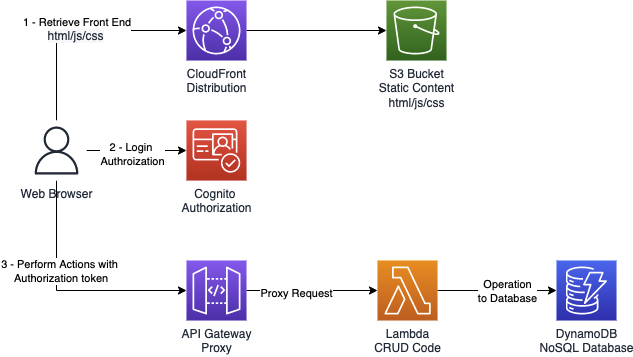 1 - Retrieve Front End
html/js/css
CloudFront
Distribution
S3 Bucket
Static Content
html/js/css
2 - Login
Authroization
Web Browser
Cognito
Authorization
3 - Perform Actions with
Authorization token
API Gateway
Proxy
Proxy Request
Lambda
CRUD Code
Operation
to Database
DynamoDB
NoSQL Database